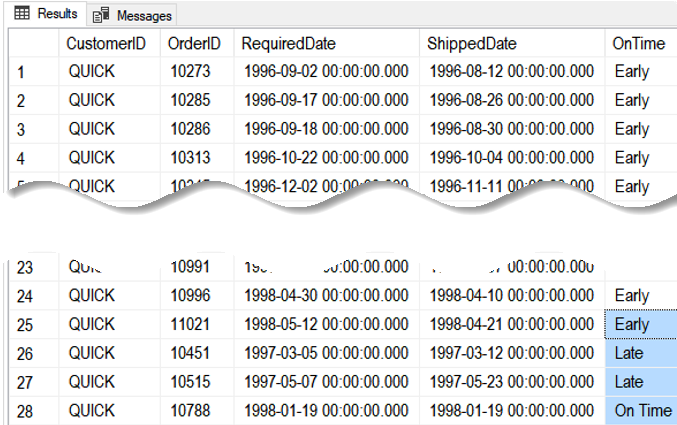 Results Messages
CustomerID OrderID RequiredDate ShippedDate OnTime
1 QUICK 10273 1996-09-02 00:00:00.000 1996-08-12 00:00:00.000 Early
2 QUICK 10285 1996-09-17 00:00:00.000 1996-08-26 00:00:00.000 Early
3 QUICK 10286 1996-09-18 00:00:00.000 1996-08-30 00:00:00.000 Early
4 QUICK 10313 1996-10-22 00:00:00.000 1996-10-04 00:00:00.000 Early
QUICK 1996-12-02 00:00:00.000 1996-11-11 00:00:00.000 Early
23 10991
24 QUICK 10996 1998-04-30 00:00:00.000 1998-04-10 00:00:00.000 Early
25 QUICK 11021 1998-05-12 00:00:00.000 1998-04-21 00:00:00.000 Early
26 QUICK 10451 1997-03-05 00:00:00.000 1997-03-12 00:00:00.000 Late
27 QUICK 10515 1997-05-07 00:00:00.000 1997-05-23 00:00:00.000 Late
28 QUICK 10788 1998-01-19 00:00:00.000 1998-01-19 00:00:00.000 On Time